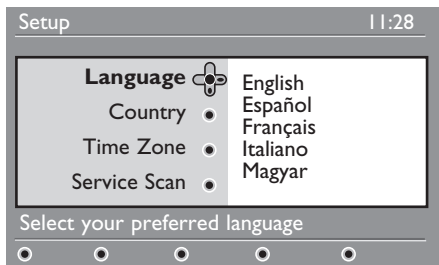 Setup 11:28
Language
Country
Time Zone
Service Scan
English
Español
Français
Italiano
Magyar
Select your preferred language